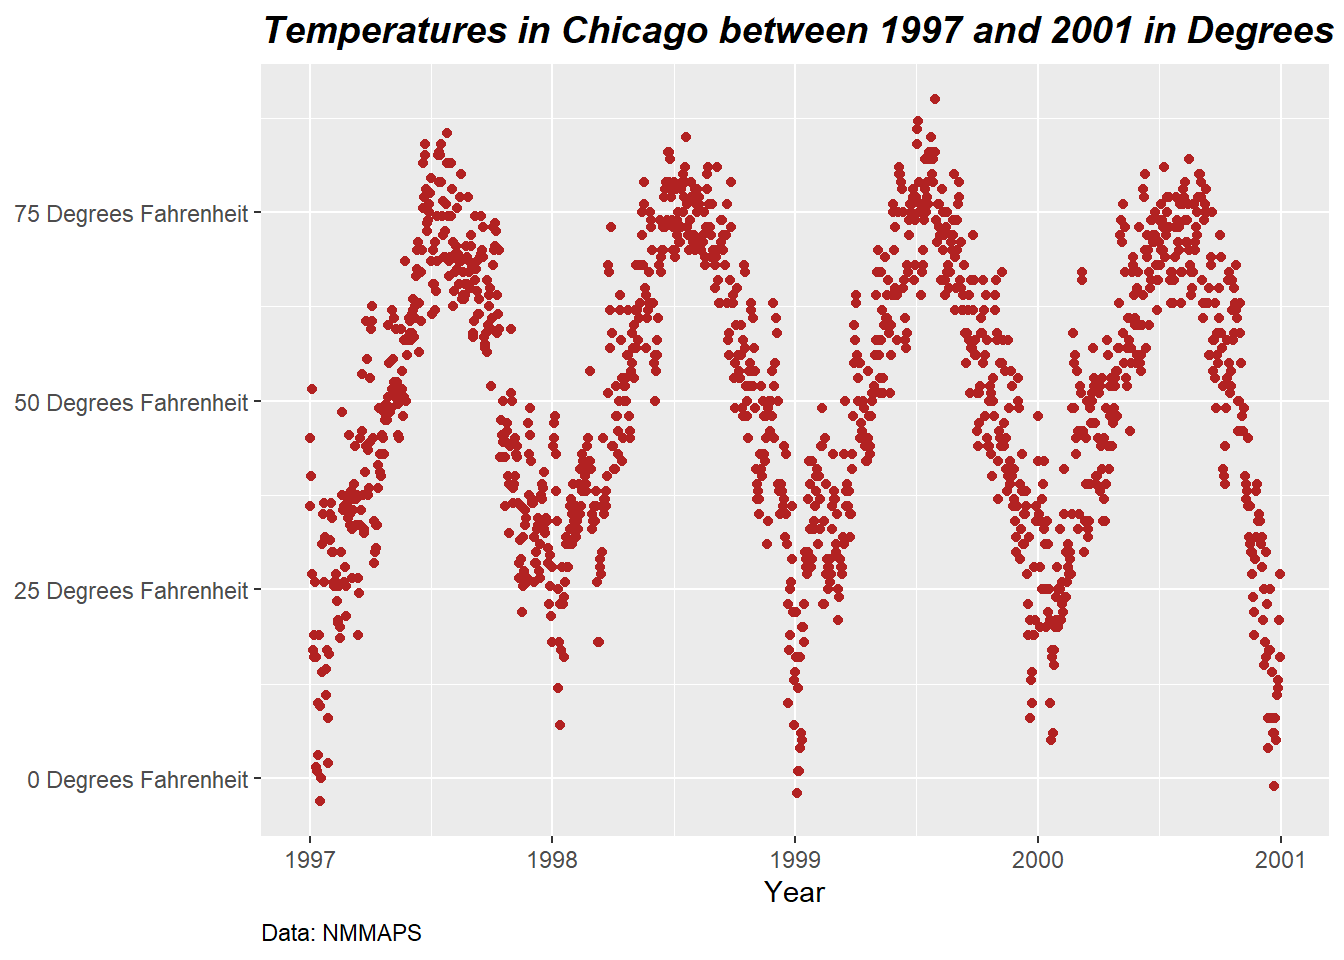 Temperatures in Chicago between 1997 and 2001 in Degrees
75 Degrees Fahrenheit
50 Degrees Fahrenheit
25 Degrees Fahrenheit
0 Degrees Fahrenheit
1997 1998 1999 2000 2001
Year
Data: NMMAPS